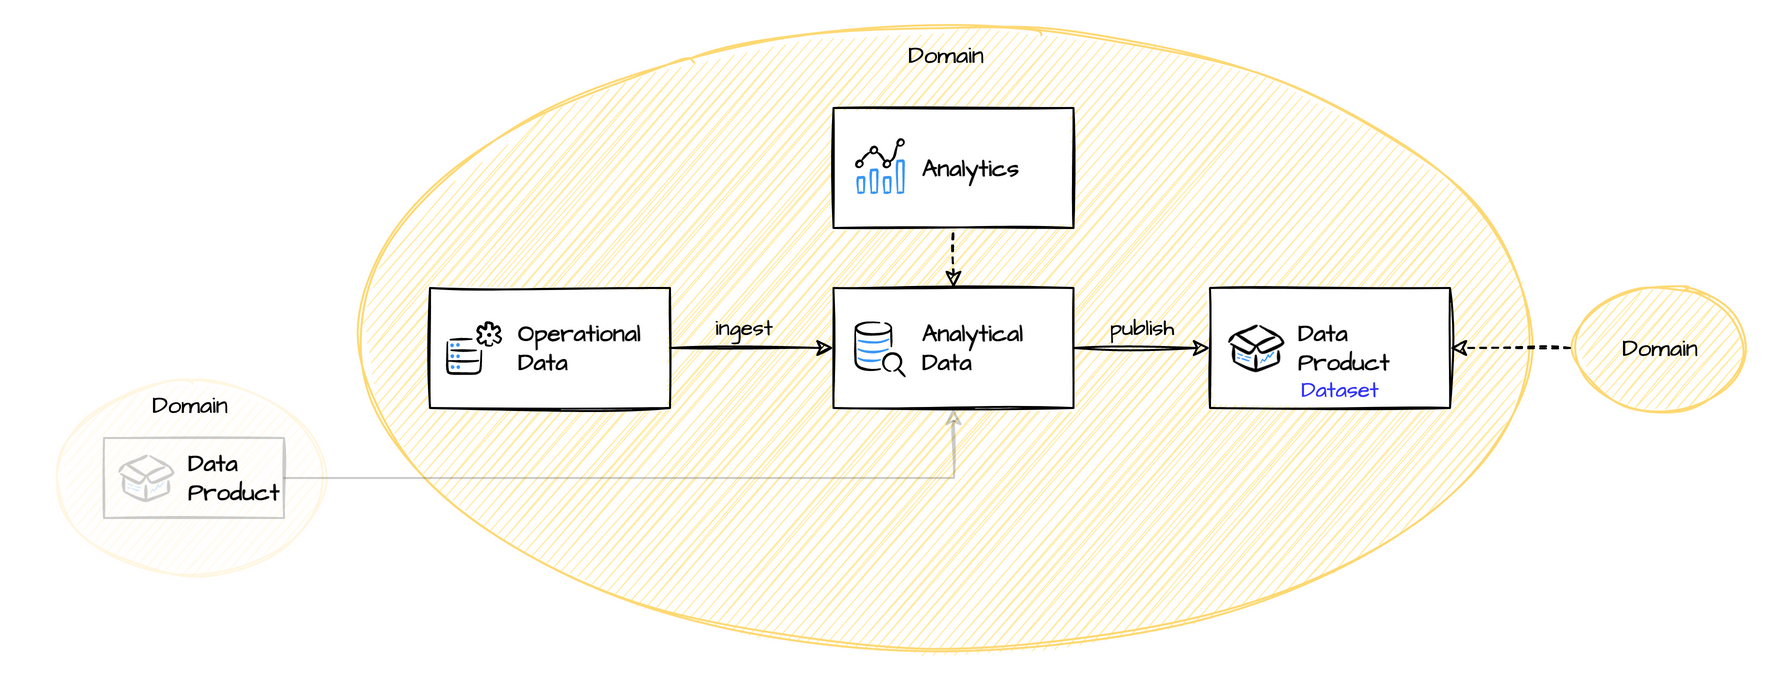 Domain
Analytics
Operational
Data
ingest
Analytical
Data
publish
Data
Product
Dataset
Domain
Domain
Data
Product